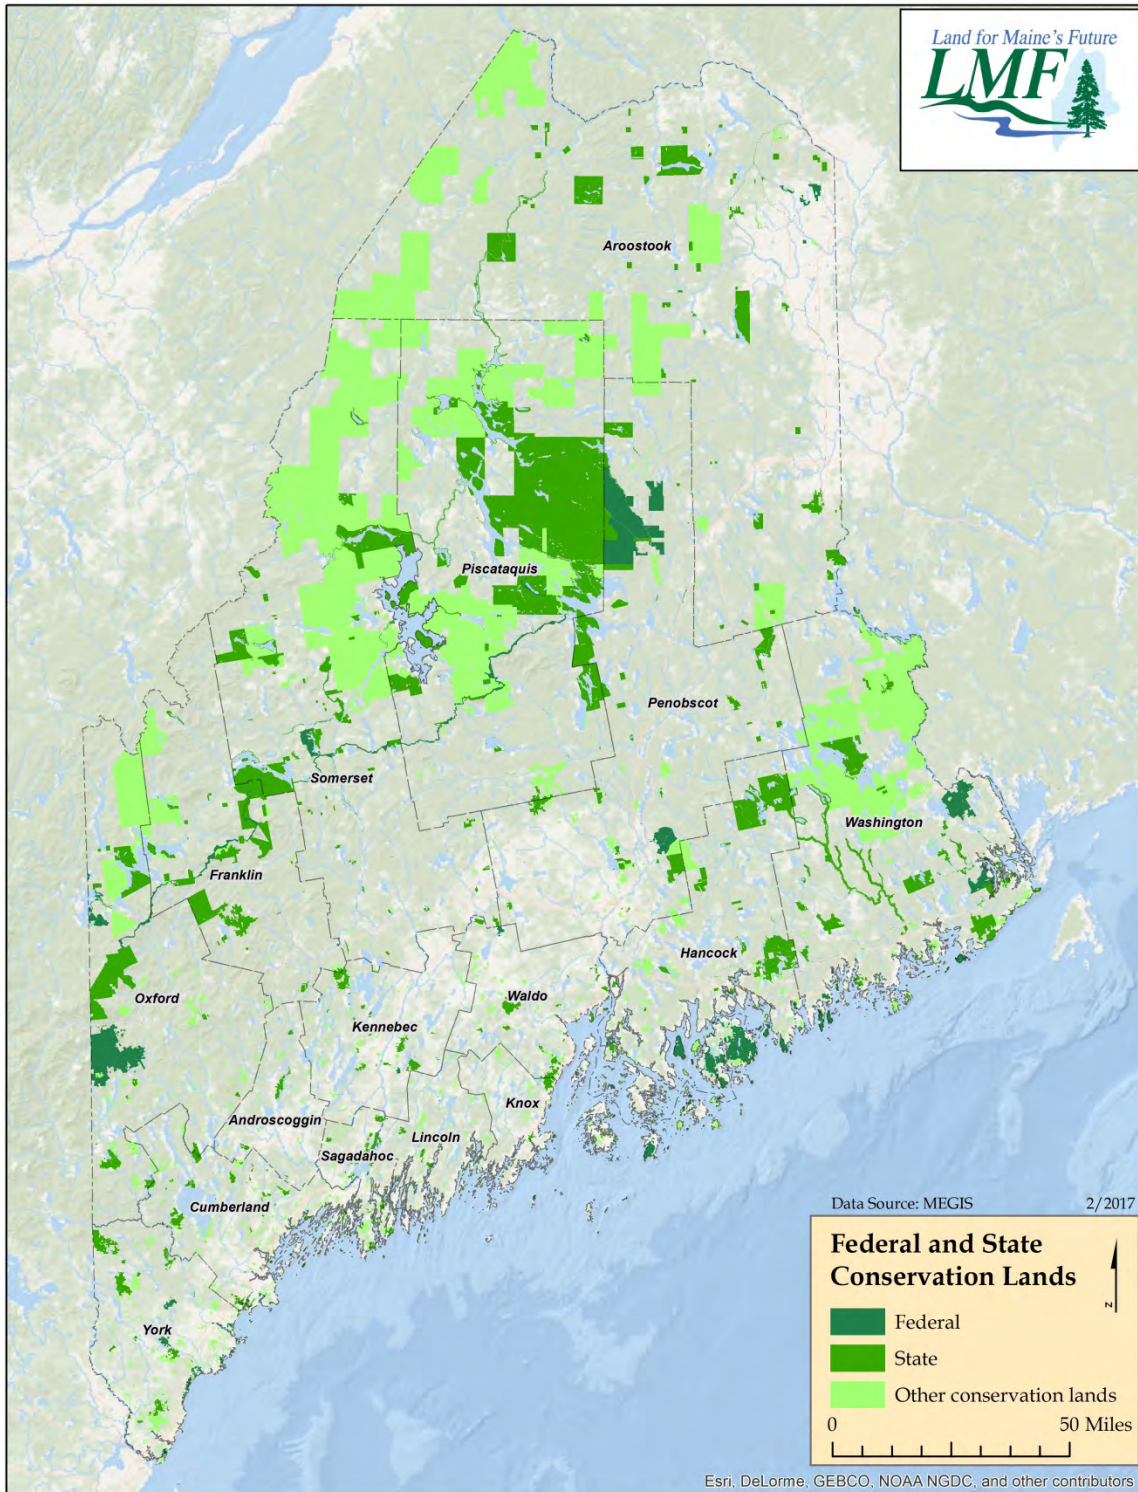 Land for Maine's Future
LMF
Aroostook
Piscataquis
Penobscot
Somerset
Washington
Franklin
Hancock
Oxford
Waldo
Kennebec
Knox
Androscoggin
Lincoln
Sagadahoc
Cumberland
York
Data Source: MEGIS 2/2017
Federal and State
Conservation Lands
N
Federal
State
Other conservation lands
0 50 Miles
Esri, DeLorme, GEBCO, NOAA NGDC, and other contributors